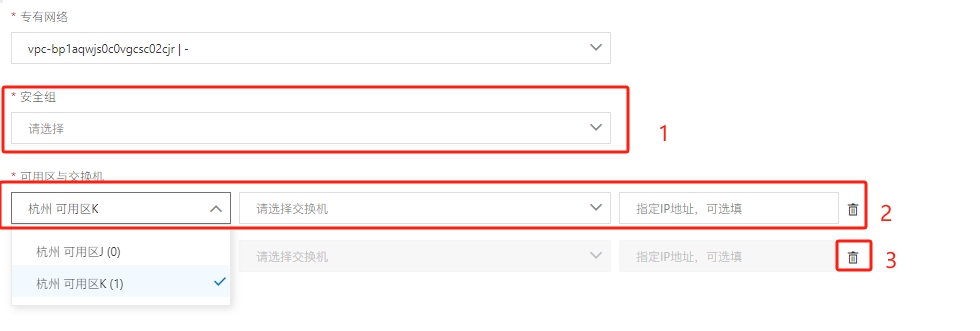 * 专有网络
vpc-bp1aqwjs0c0vgcsc02cjr | -
* 安全组
请选择
1
* 可用区与交换机
杭州 可用区K 请选择交换机 指定IP地址，可选填
2
杭州 可用区J (0) 请选择交换机 指定IP地址，可选填
3
杭州 可用区K (1)